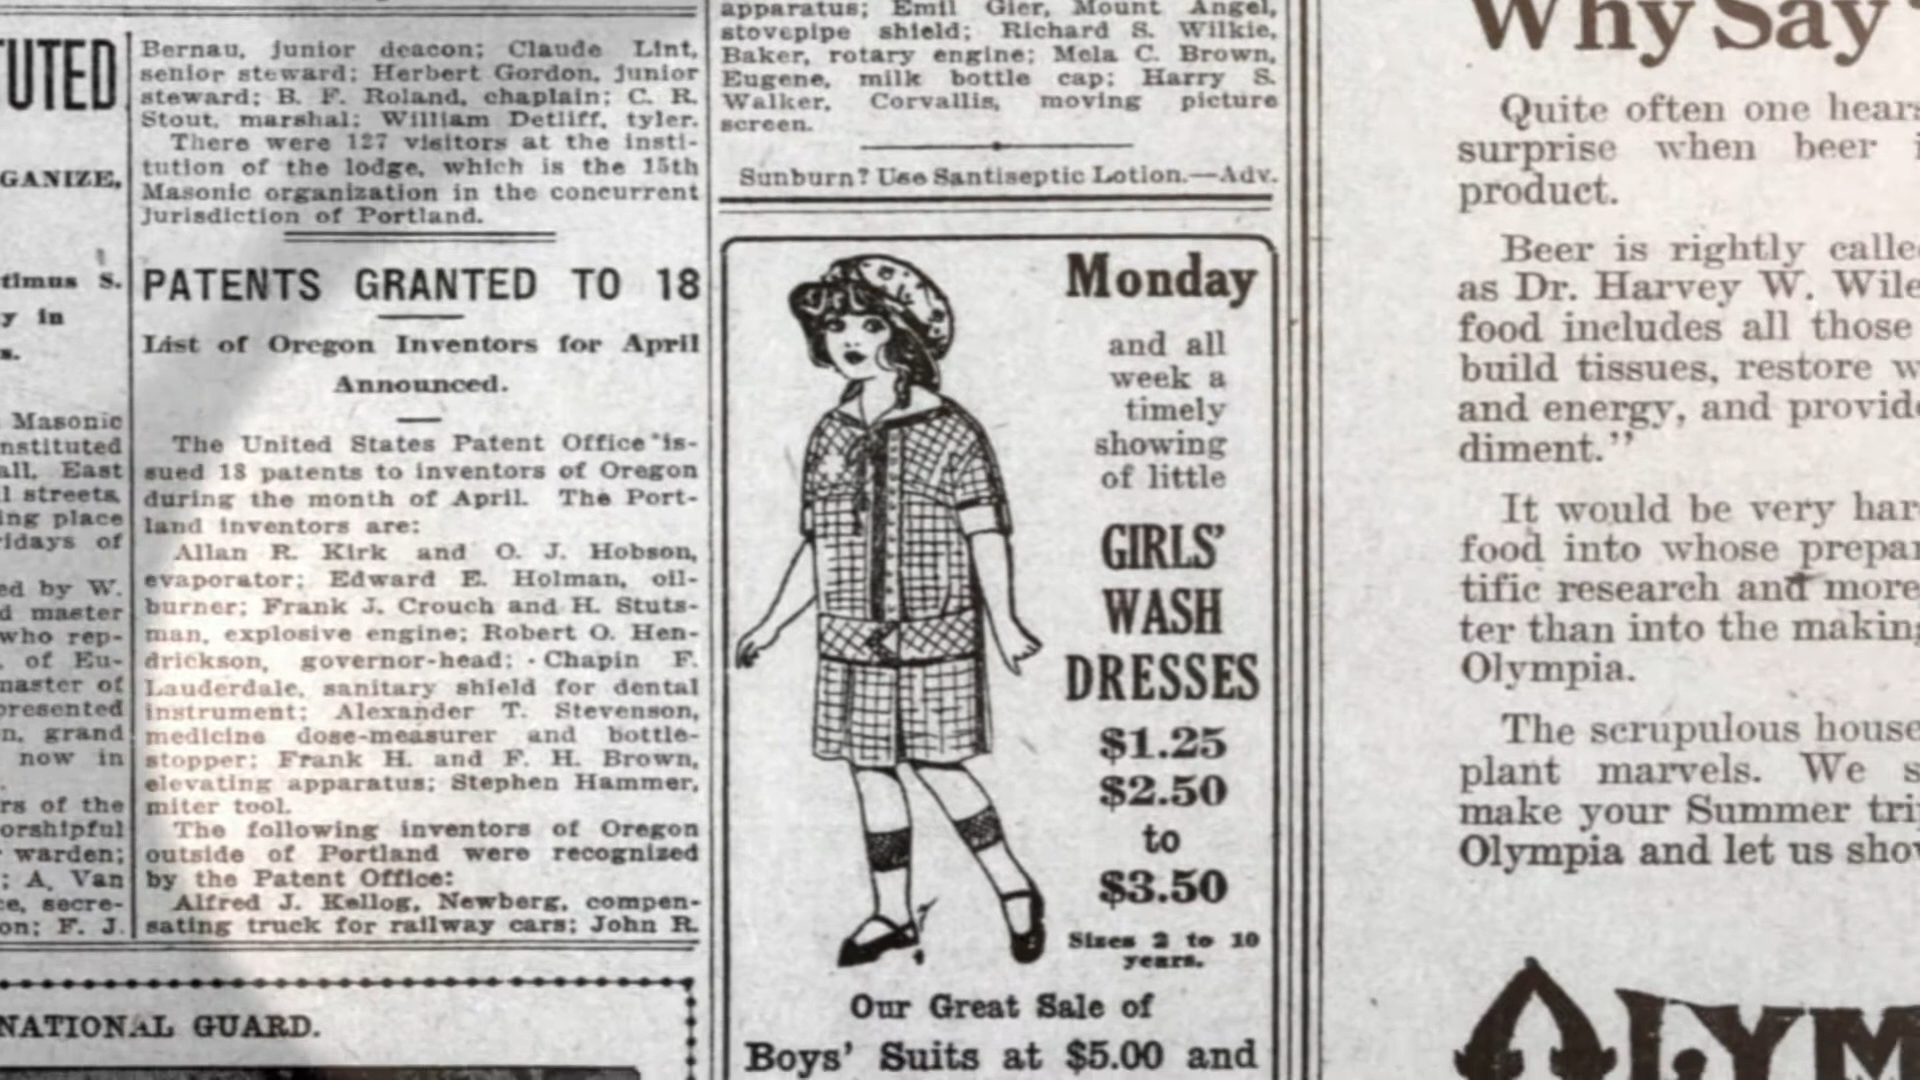 TUTED
GANIZE,
timus S.
y in
s.
Masonic
nstituted
all, East
l streets,
ing place
ridays of
ed by W.
d master
who rep-
of Eu-
master of
presented
n, grand
now in
rs of the
orshipful
warden;
; A. Van
ce, secre-
on; F. J.
Bernau, junior deacon; Claude Lint,
senior steward; Herbert Gordon, junior
steward; B. F. Roland, chaplain; C. R.
Stout, marshal; William Detliff, tyler.
There were 127 visitors at the insti-
tution of the lodge, which is the 15th
Masonic organization in the concurrent
jurisdiction of Portland.
PATENTS GRANTED TO 18
List of Oregon Inventors for April
Announced.
The United States Patent Office is-
sued 18 patents to inventors of Oregon
during the month of April. The Port-
land inventors are:
Allan R. Kirk and O. J. Hobson,
evaporator; Edward E. Holman, oil-
burner; Frank J. Crouch and H. Stuts-
man, explosive engine; Robert O. Hen-
drickson, governor-head; Chapin F.
Lauderdale, sanitary shield for dental
instrument; Alexander T. Stevenson,
medicine dose-measurer and bottle-
stopper; Frank H. and F. H. Brown,
elevating apparatus; Stephen Hammer,
miter tool.
The following inventors of Oregon
outside of Portland were recognized
by the Patent Office:
Alfred J. Kellog, Newberg, compen-
sating truck for railway cars; John R.
NATIONAL GUARD.
apparatus; Emil Gier, Mount Angel,
stovepipe shield; Richard S. Wilkie,
Baker, rotary engine; Mela C. Brown,
Eugene, milk bottle cap; Harry S.
Walker, Corvallis, moving picture
screen.
Sunburn? Use Santiseptic Lotion.—Adv.
Monday
and all
week a
timely
showing
of little
GIRLS'
WASH
DRESSES
$1.25
$2.50
to
$3.50
Sizes 2 to 10
years.
Our Great Sale of
Boys' Suits at $5.00 and
Why Say
Quite often one hears
surprise when beer i
product.
Beer is rightly calle
as Dr. Harvey W. Wile
food includes all those
build tissues, restore w
and energy, and provide
diment."
It would be very har
food into whose prepar
tific research and more
ter than into the making
Olympia.
The scrupulous house
plant marvels. We s
make your Summer tri
Olympia and let us show
OLYM